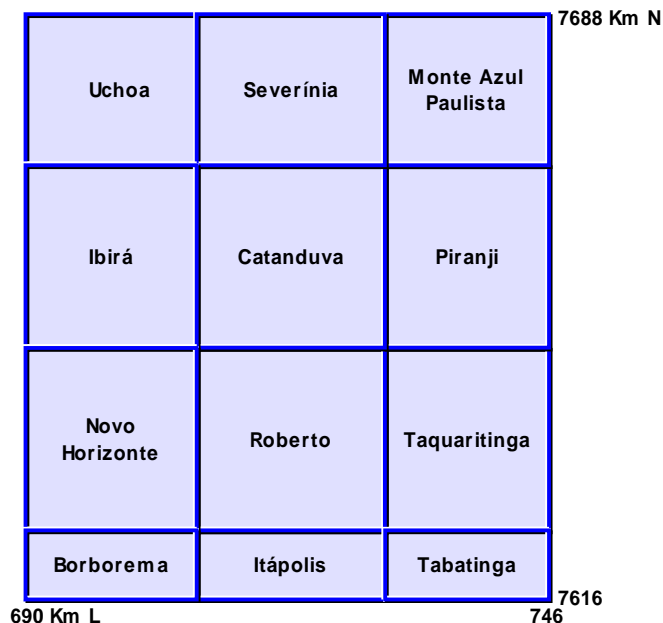 7688 Km N
Uchoa
Severínia
Monte Azul
Paulista
Ibirá
Catanduva
Piranji
Novo
Horizonte
Roberto
Taquaritinga
Borborema
Itápolis
Tabatinga
7616
690 Km L
746